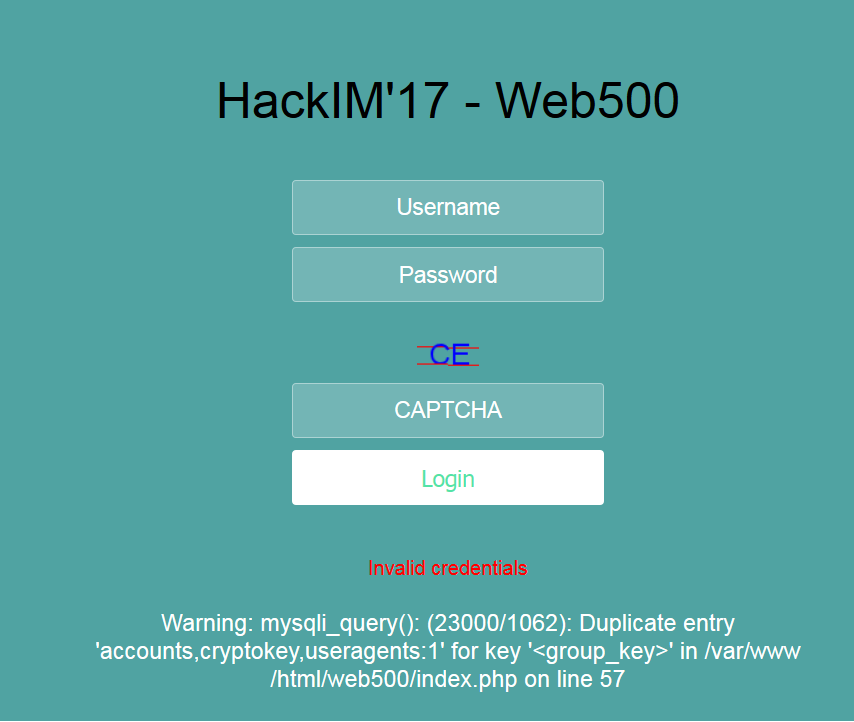 HackIM'17 - Web500
Username
Password
CE
CAPTCHA
Login
Invalid credentials
Warning: mysqli_query(): (23000/1062): Duplicate entry
'accounts,cryptokey,useragents:1' for key '<group_key>' in /var/www
/html/web500/index.php on line 57